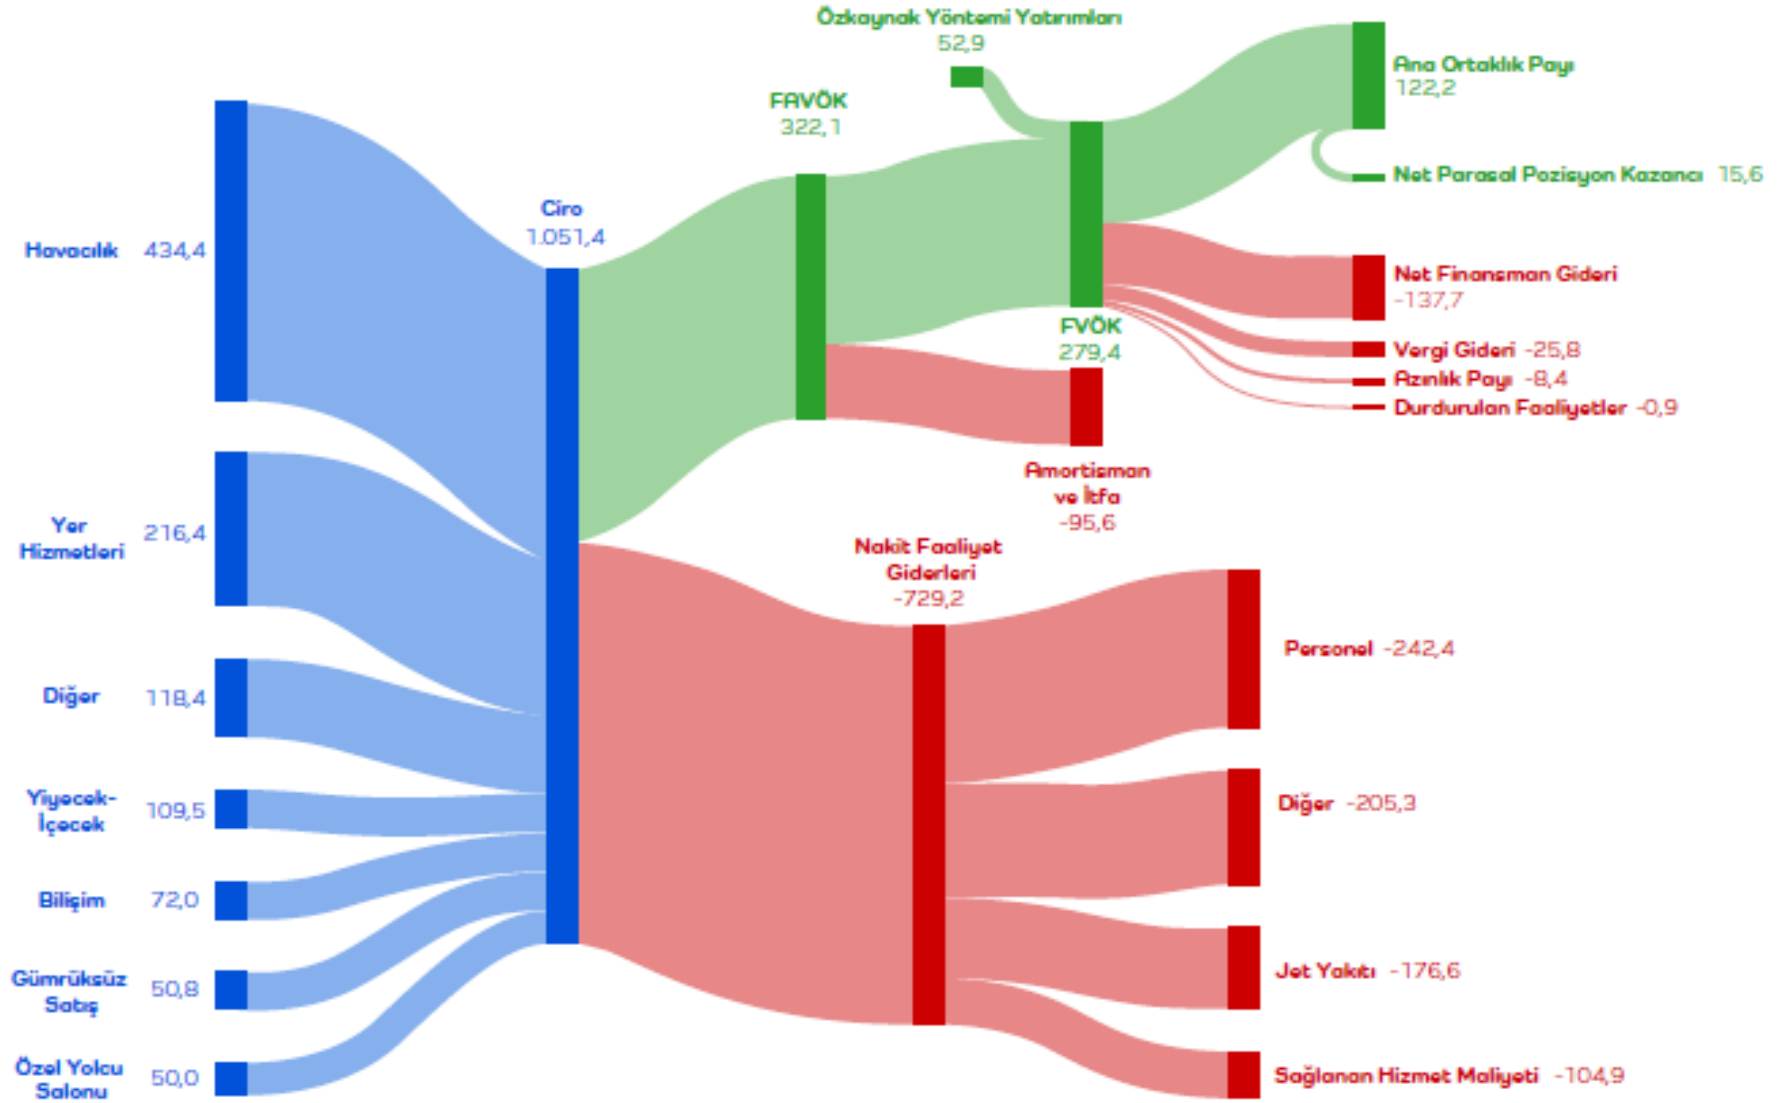 Özkaynak Yöntemi Yatırımları
52,9
Ana Ortaklık Payı
122,2
FAVÖK
322,1
Net Parasal Pozisyon Kazancı 15,6
Ciro
1.051,4
Havacılık 434,4
Net Finansman Gideri
-137,7
FVÖK
279,4
Vergi Gideri -25,8
Azınlık Payı -8,4
Durdurulan Faaliyetler -0,9
Amortisman
ve İtfa
-95,6
Yer
Hizmetleri
216,4
Nakit Faaliyet
Giderleri
-729,2
Personel -242,4
Diğer 118,4
Yiyecek-
İçecek
109,5
Diğer -205,3
Bilişim 72,0
Gümrüksüz
Satış
50,8
Jet Yakıtı -176,6
Özel Yolcu
Salonu
50,0
Sağlanan Hizmet Maliyeti -104,9